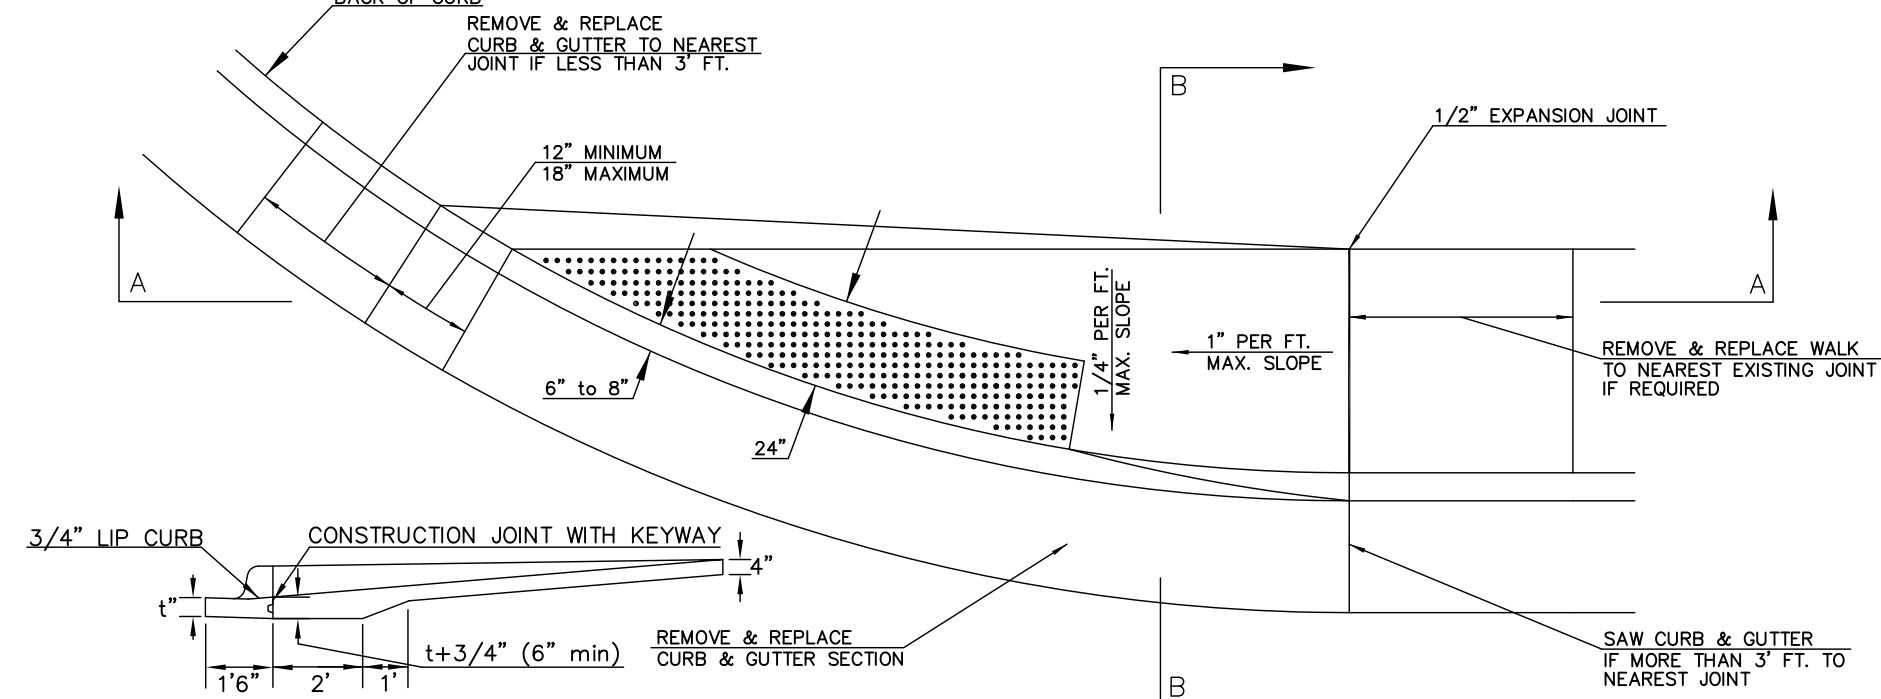 BACK OF CURB
REMOVE & REPLACE
CURB & GUTTER TO NEAREST
JOINT IF LESS THAN 3' FT.
B
1/2" EXPANSION JOINT
12" MINIMUM
18" MAXIMUM
A
A
1/4" PER FT.
MAX. SLOPE
1" PER FT.
MAX. SLOPE
REMOVE & REPLACE WALK
TO NEAREST EXISTING JOINT
IF REQUIRED
6" to 8"
24"
3/4" LIP CURB
CONSTRUCTION JOINT WITH KEYWAY
4"
t"
t+3/4" (6" min)
1'6"
2'
1'
REMOVE & REPLACE
CURB & GUTTER SECTION
SAW CURB & GUTTER
IF MORE THAN 3' FT. TO
NEAREST JOINT
B